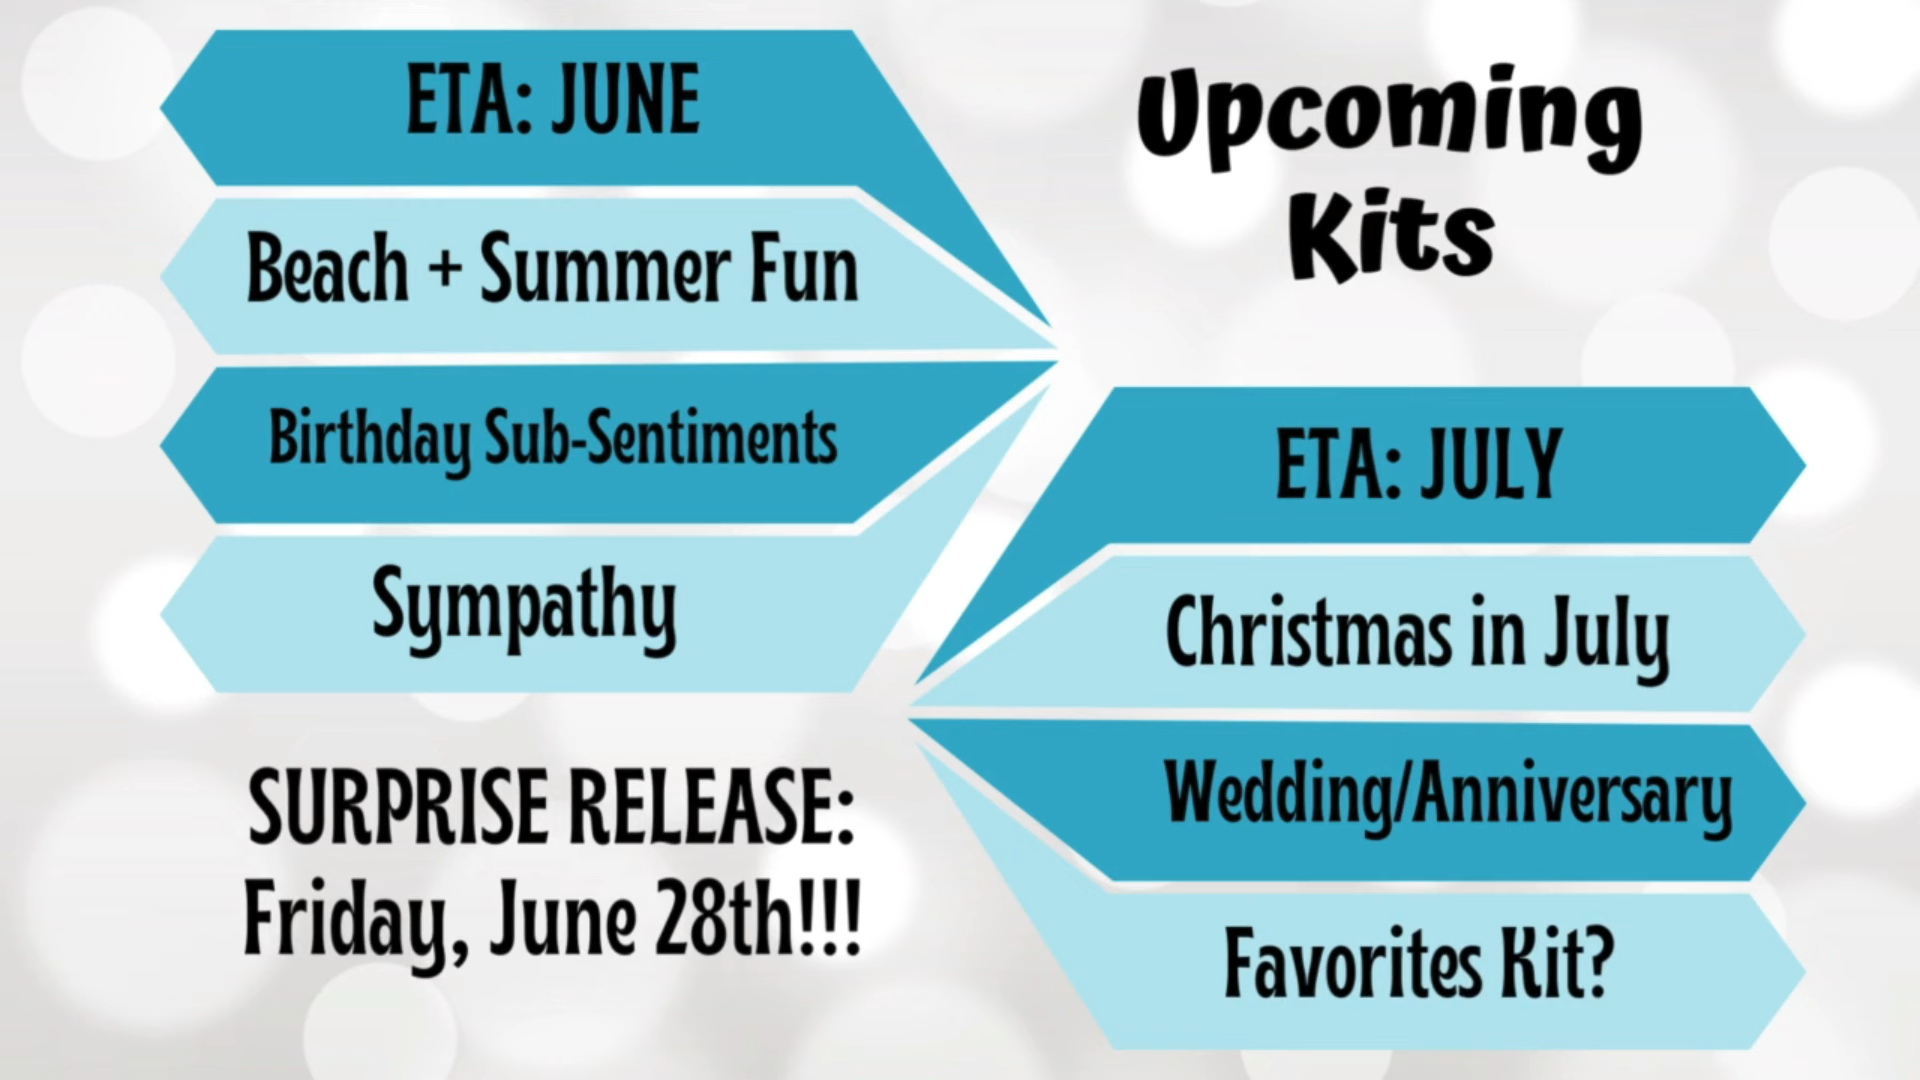 Upcoming
Kits
ETA: JUNE
Beach + Summer Fun
Birthday Sub-Sentiments
Sympathy
SURPRISE RELEASE:
Friday, June 28th!!!
ETA: JULY
Christmas in July
Wedding/Anniversary
Favorites Kit?